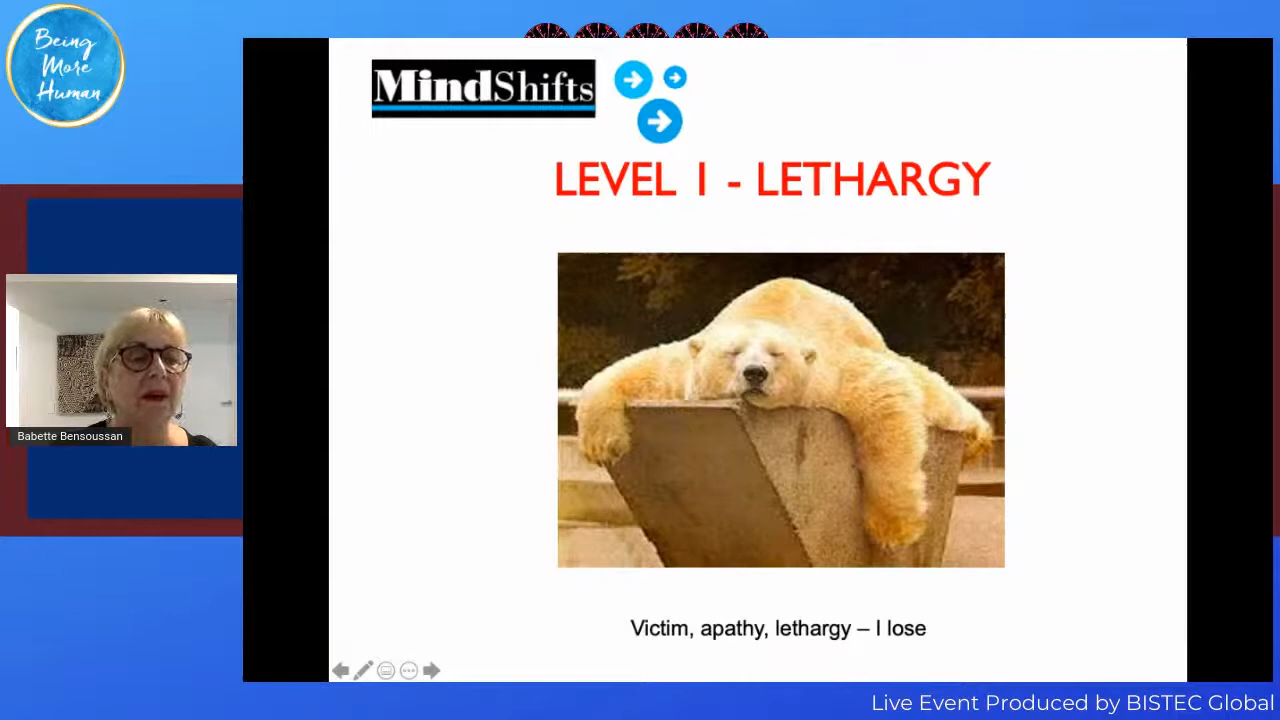 Being
More
Human
MindShifts
LEVEL 1 - LETHARGY
Babette Bensoussan
Victim, apathy, lethargy – I lose
Live Event Produced by BISTEC Global